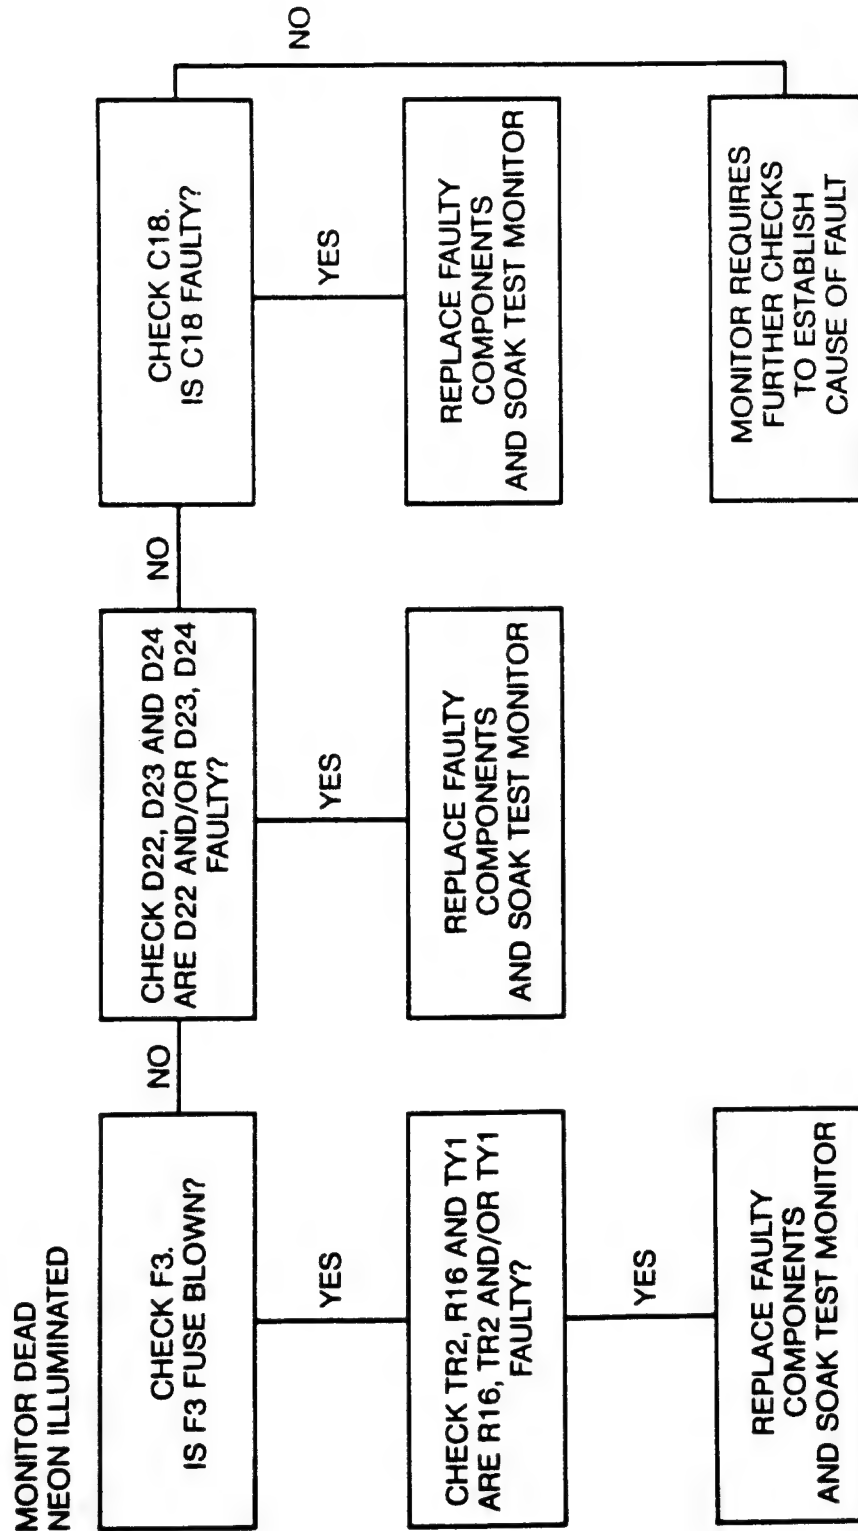 MONITOR DEAD
NEON ILLUMINATED
CHECK F3.
IS F3 FUSE BLOWN?
NO
CHECK D22, D23 AND D24
ARE D22 AND/OR D23, D24
FAULTY?
NO
CHECK C18.
IS C18 FAULTY?
NO
YES
YES
YES
CHECK TR2, R16 AND TY1
ARE R16, TR2 AND/OR TY1
FAULTY?
REPLACE FAULTY
COMPONENTS
AND SOAK TEST MONITOR
REPLACE FAULTY
COMPONENTS
AND SOAK TEST MONITOR
YES
REPLACE FAULTY
COMPONENTS
AND SOAK TEST MONITOR
MONITOR REQUIRES
FURTHER CHECKS
TO ESTABLISH
CAUSE OF FAULT